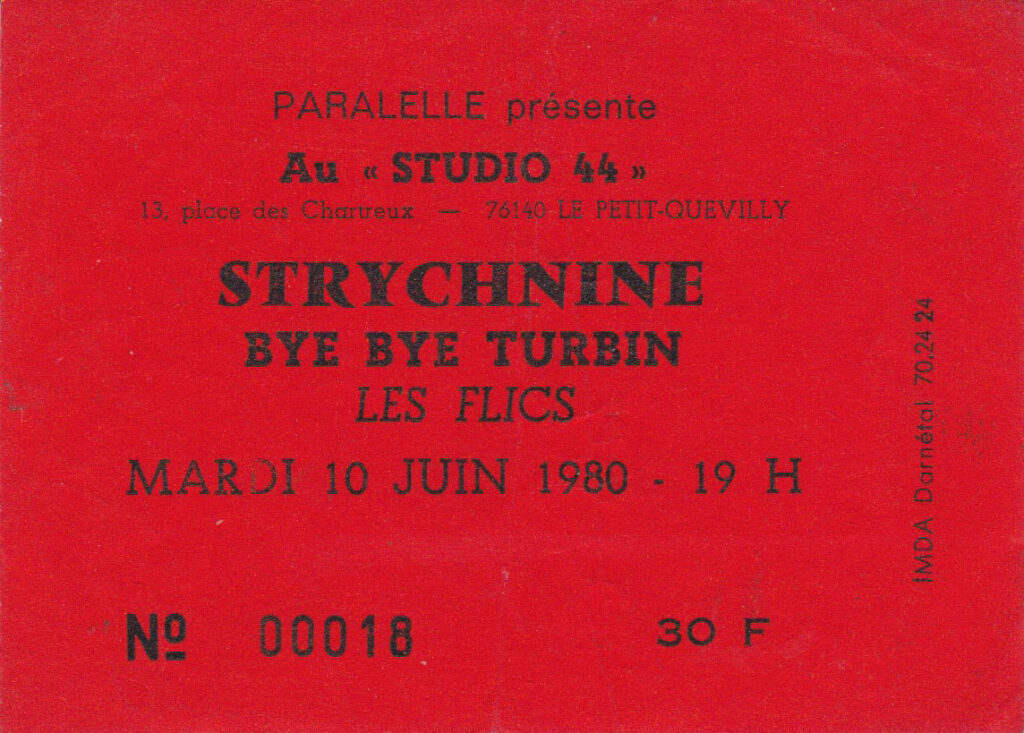 PARALELLE présente
Au « STUDIO 44 »
13, place des Chartreux — 76140 LE PETIT-QUEVILLY
STRYCHNINE
BYE BYE TURBIN
LES FLICS
MARDI 10 JUIN 1980 - 19 H
Nº 00018 30 F
IMDA Darnétal 70.24 24